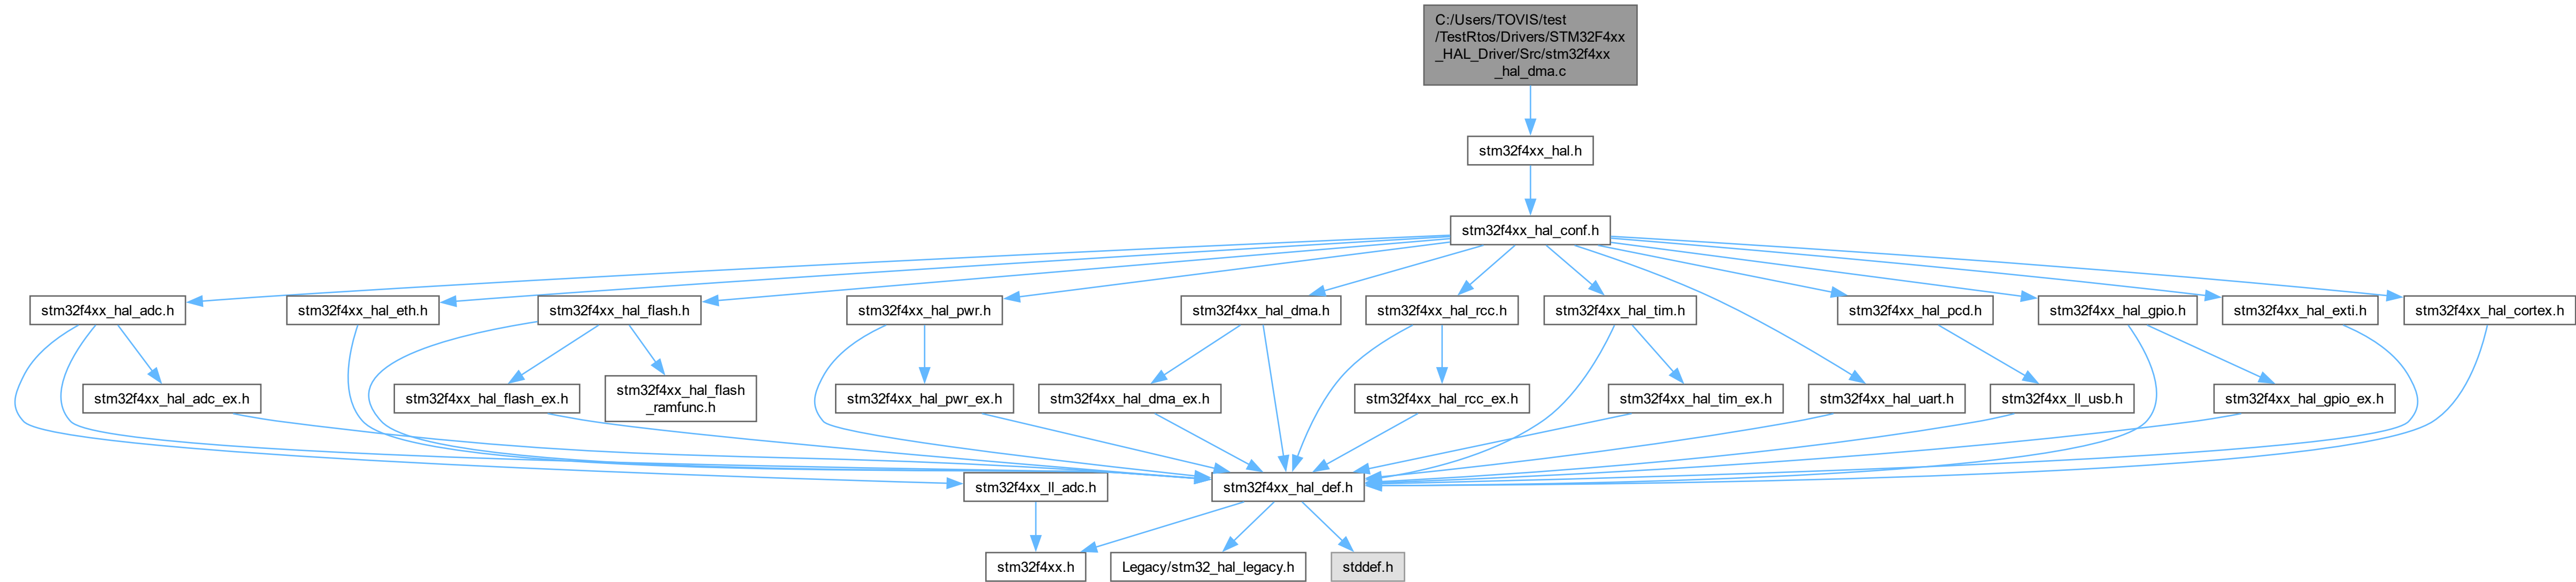 C:/Users/TOVIS/test
/TestRtos/Drivers/STM32F4xx
_HAL_Driver/Src/stm32f4xx
_hal_dma.c
stm32f4xx_hal.h
stm32f4xx_hal_conf.h
stm32f4xx_hal_adc.h
stm32f4xx_hal_eth.h
stm32f4xx_hal_flash.h
stm32f4xx_hal_pwr.h
stm32f4xx_hal_dma.h
stm32f4xx_hal_rcc.h
stm32f4xx_hal_tim.h
stm32f4xx_hal_pcd.h
stm32f4xx_hal_gpio.h
stm32f4xx_hal_exti.h
stm32f4xx_hal_cortex.h
stm32f4xx_hal_adc_ex.h
stm32f4xx_hal_flash_ex.h
stm32f4xx_hal_flash
_ramfunc.h
stm32f4xx_hal_pwr_ex.h
stm32f4xx_hal_dma_ex.h
stm32f4xx_hal_rcc_ex.h
stm32f4xx_hal_tim_ex.h
stm32f4xx_hal_uart.h
stm32f4xx_ll_usb.h
stm32f4xx_hal_gpio_ex.h
stm32f4xx_ll_adc.h
stm32f4xx_hal_def.h
stm32f4xx.h
Legacy/stm32_hal_legacy.h
stddef.h